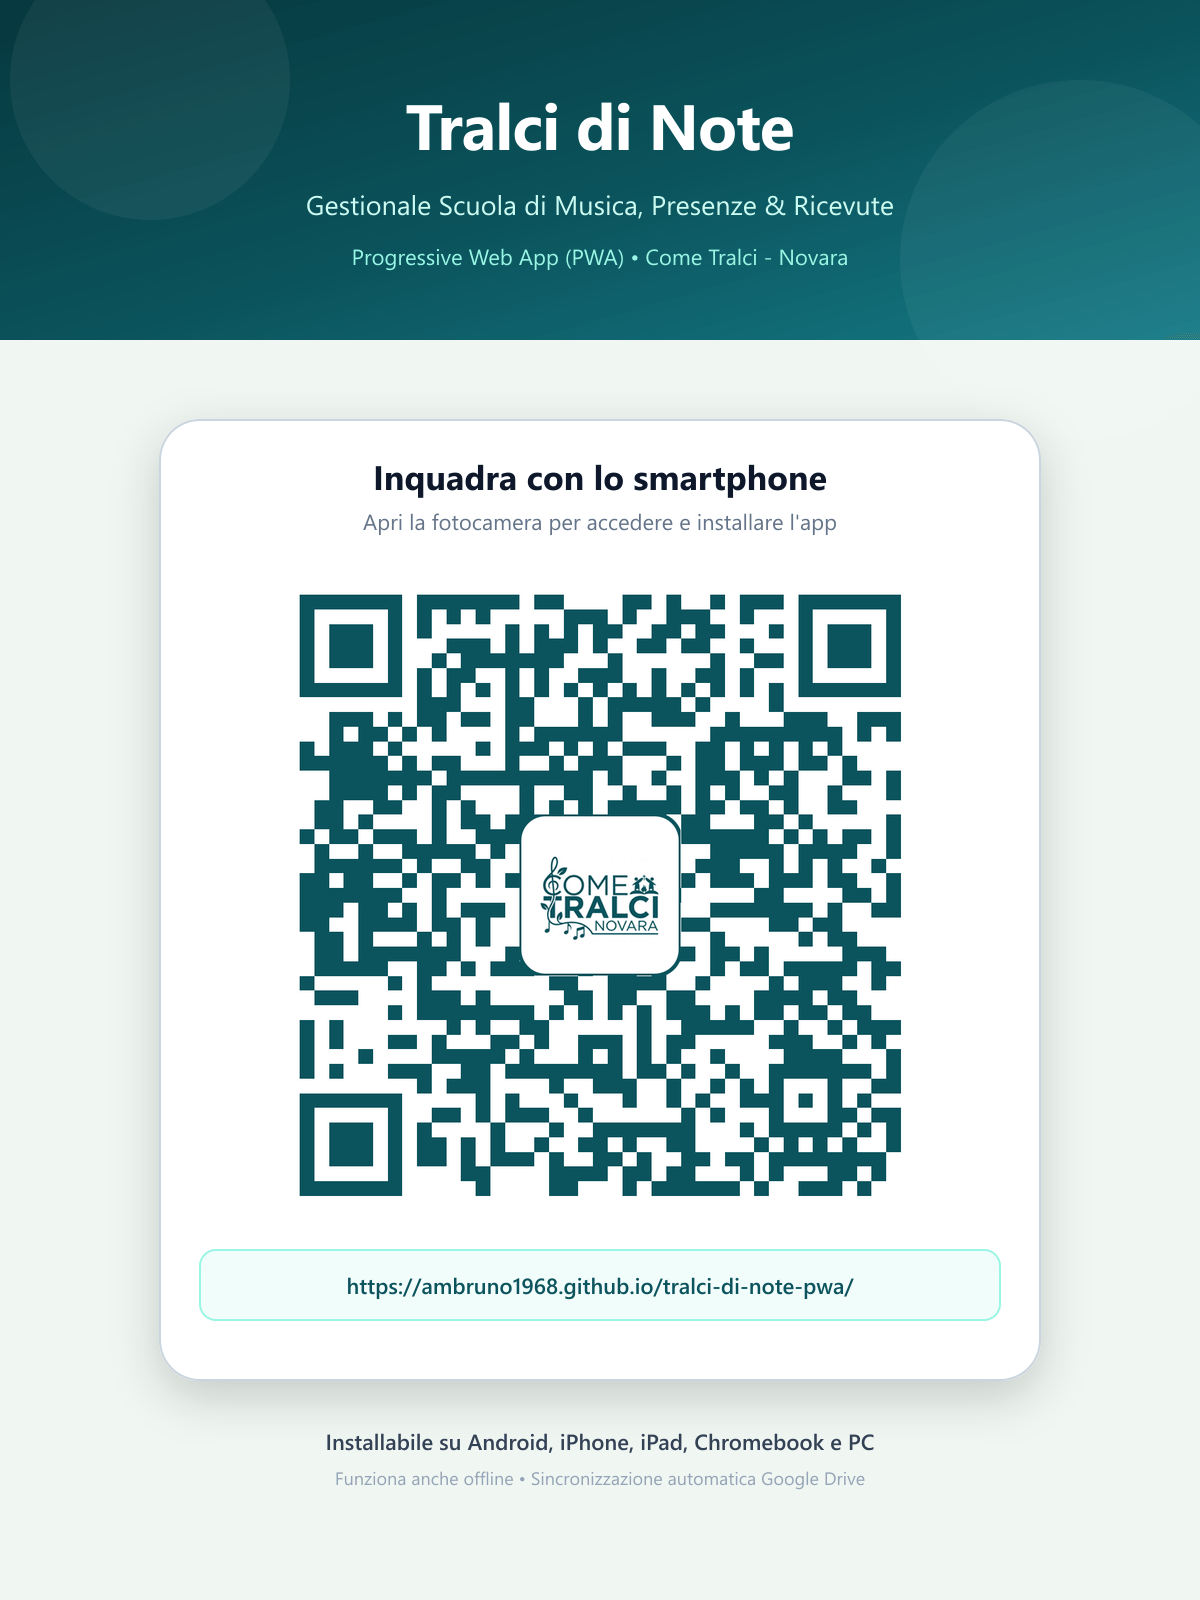 Tralci di Note
Gestionale Scuola di Musica, Presenze & Ricevute
Progressive Web App (PWA) • Come Tralci - Novara
Inquadra con lo smartphone
Apri la fotocamera per accedere e installare l'app
COME
TRALCI
NOVARA
https://ambruno1968.github.io/tralci-di-note-pwa/
Installabile su Android, iPhone, iPad, Chromebook e PC
Funziona anche offline • Sincronizzazione automatica Google Drive